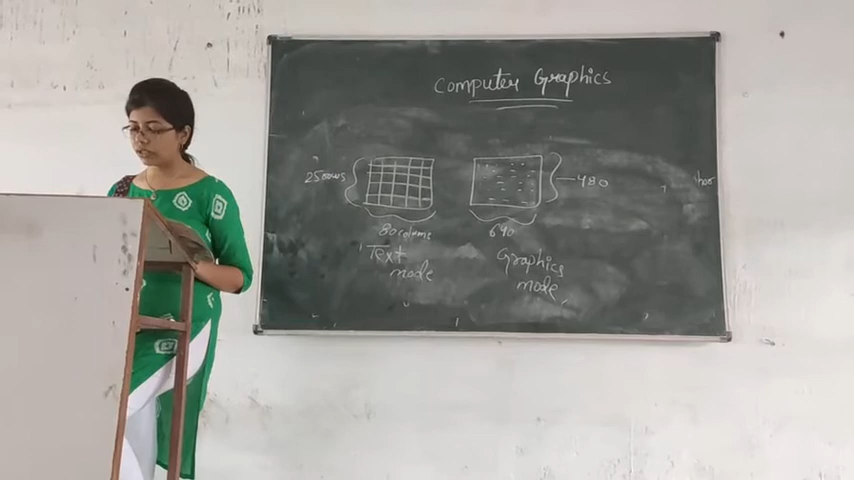 Computer Graphics
25 rows
480
80 colums
640
Text
mode
Graphics
mode